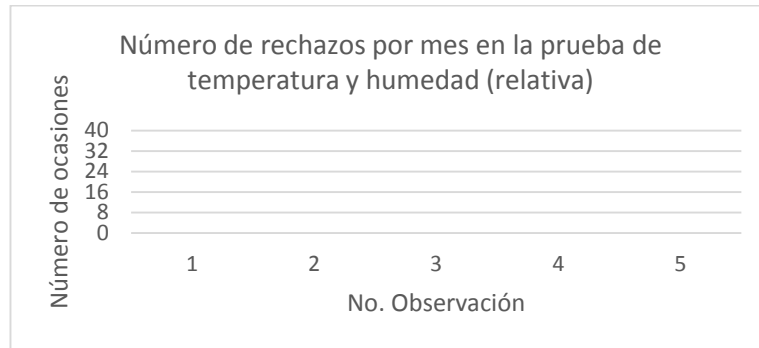 Número de rechazos por mes en la prueba de
temperatura y humedad (relativa)
Número de ocasiones
40
32
24
16
8
0
1 2 3 4 5
No. Observación